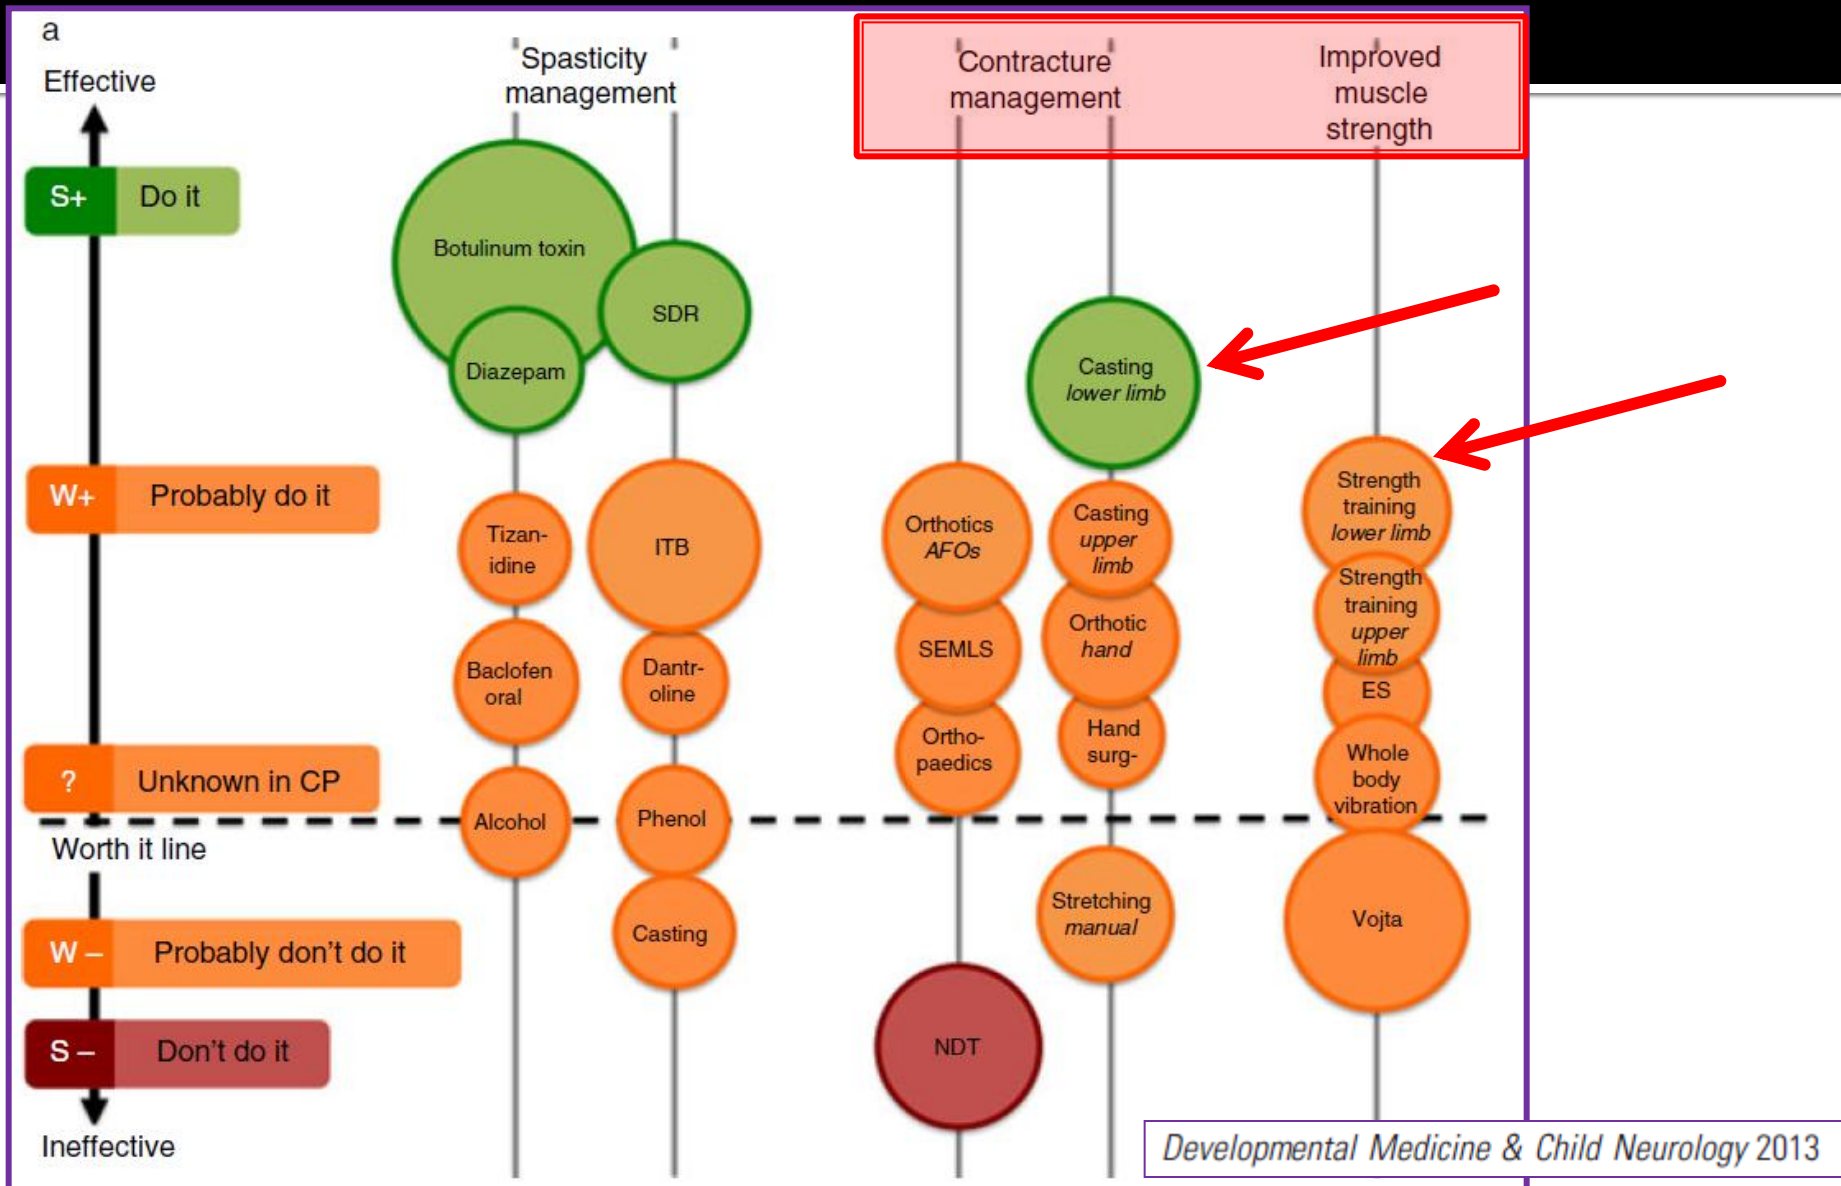 a
Effective
Spasticity
management
Contracture
management
Improved
muscle
strength
S+ Do it
Botulinum toxin
SDR
Diazepam
Casting
lower limb
W+ Probably do it
Tizan-
idine
ITB
Orthotics
AFOs
Casting
upper
limb
Strength
training
lower limb
Strength
training
upper
limb
Baclofen
oral
Dantr-
oline
SEMLS
Orthotic
hand
ES
? Unknown in CP
Ortho-
paedics
Hand
surg-
Whole
body
vibration
Alcohol
Phenol
Worth it line
W – Probably don't do it
Casting
Stretching
manual
Vojta
S – Don't do it
NDT
Ineffective
Developmental Medicine & Child Neurology 2013